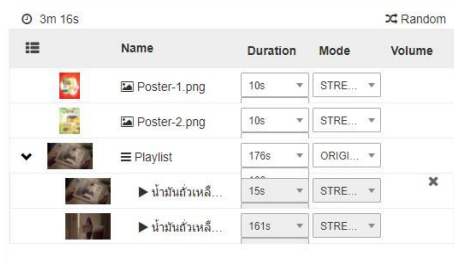 3m 16s Random
Name Duration Mode Volume
Poster-1.png 10s STRE...
Poster-2.png 10s STRE...
Playlist 176s ORIGI...
น้ำมันถั่วเหลื... 15s STRE...
น้ำมันถั่วเหลื... 161s STRE...